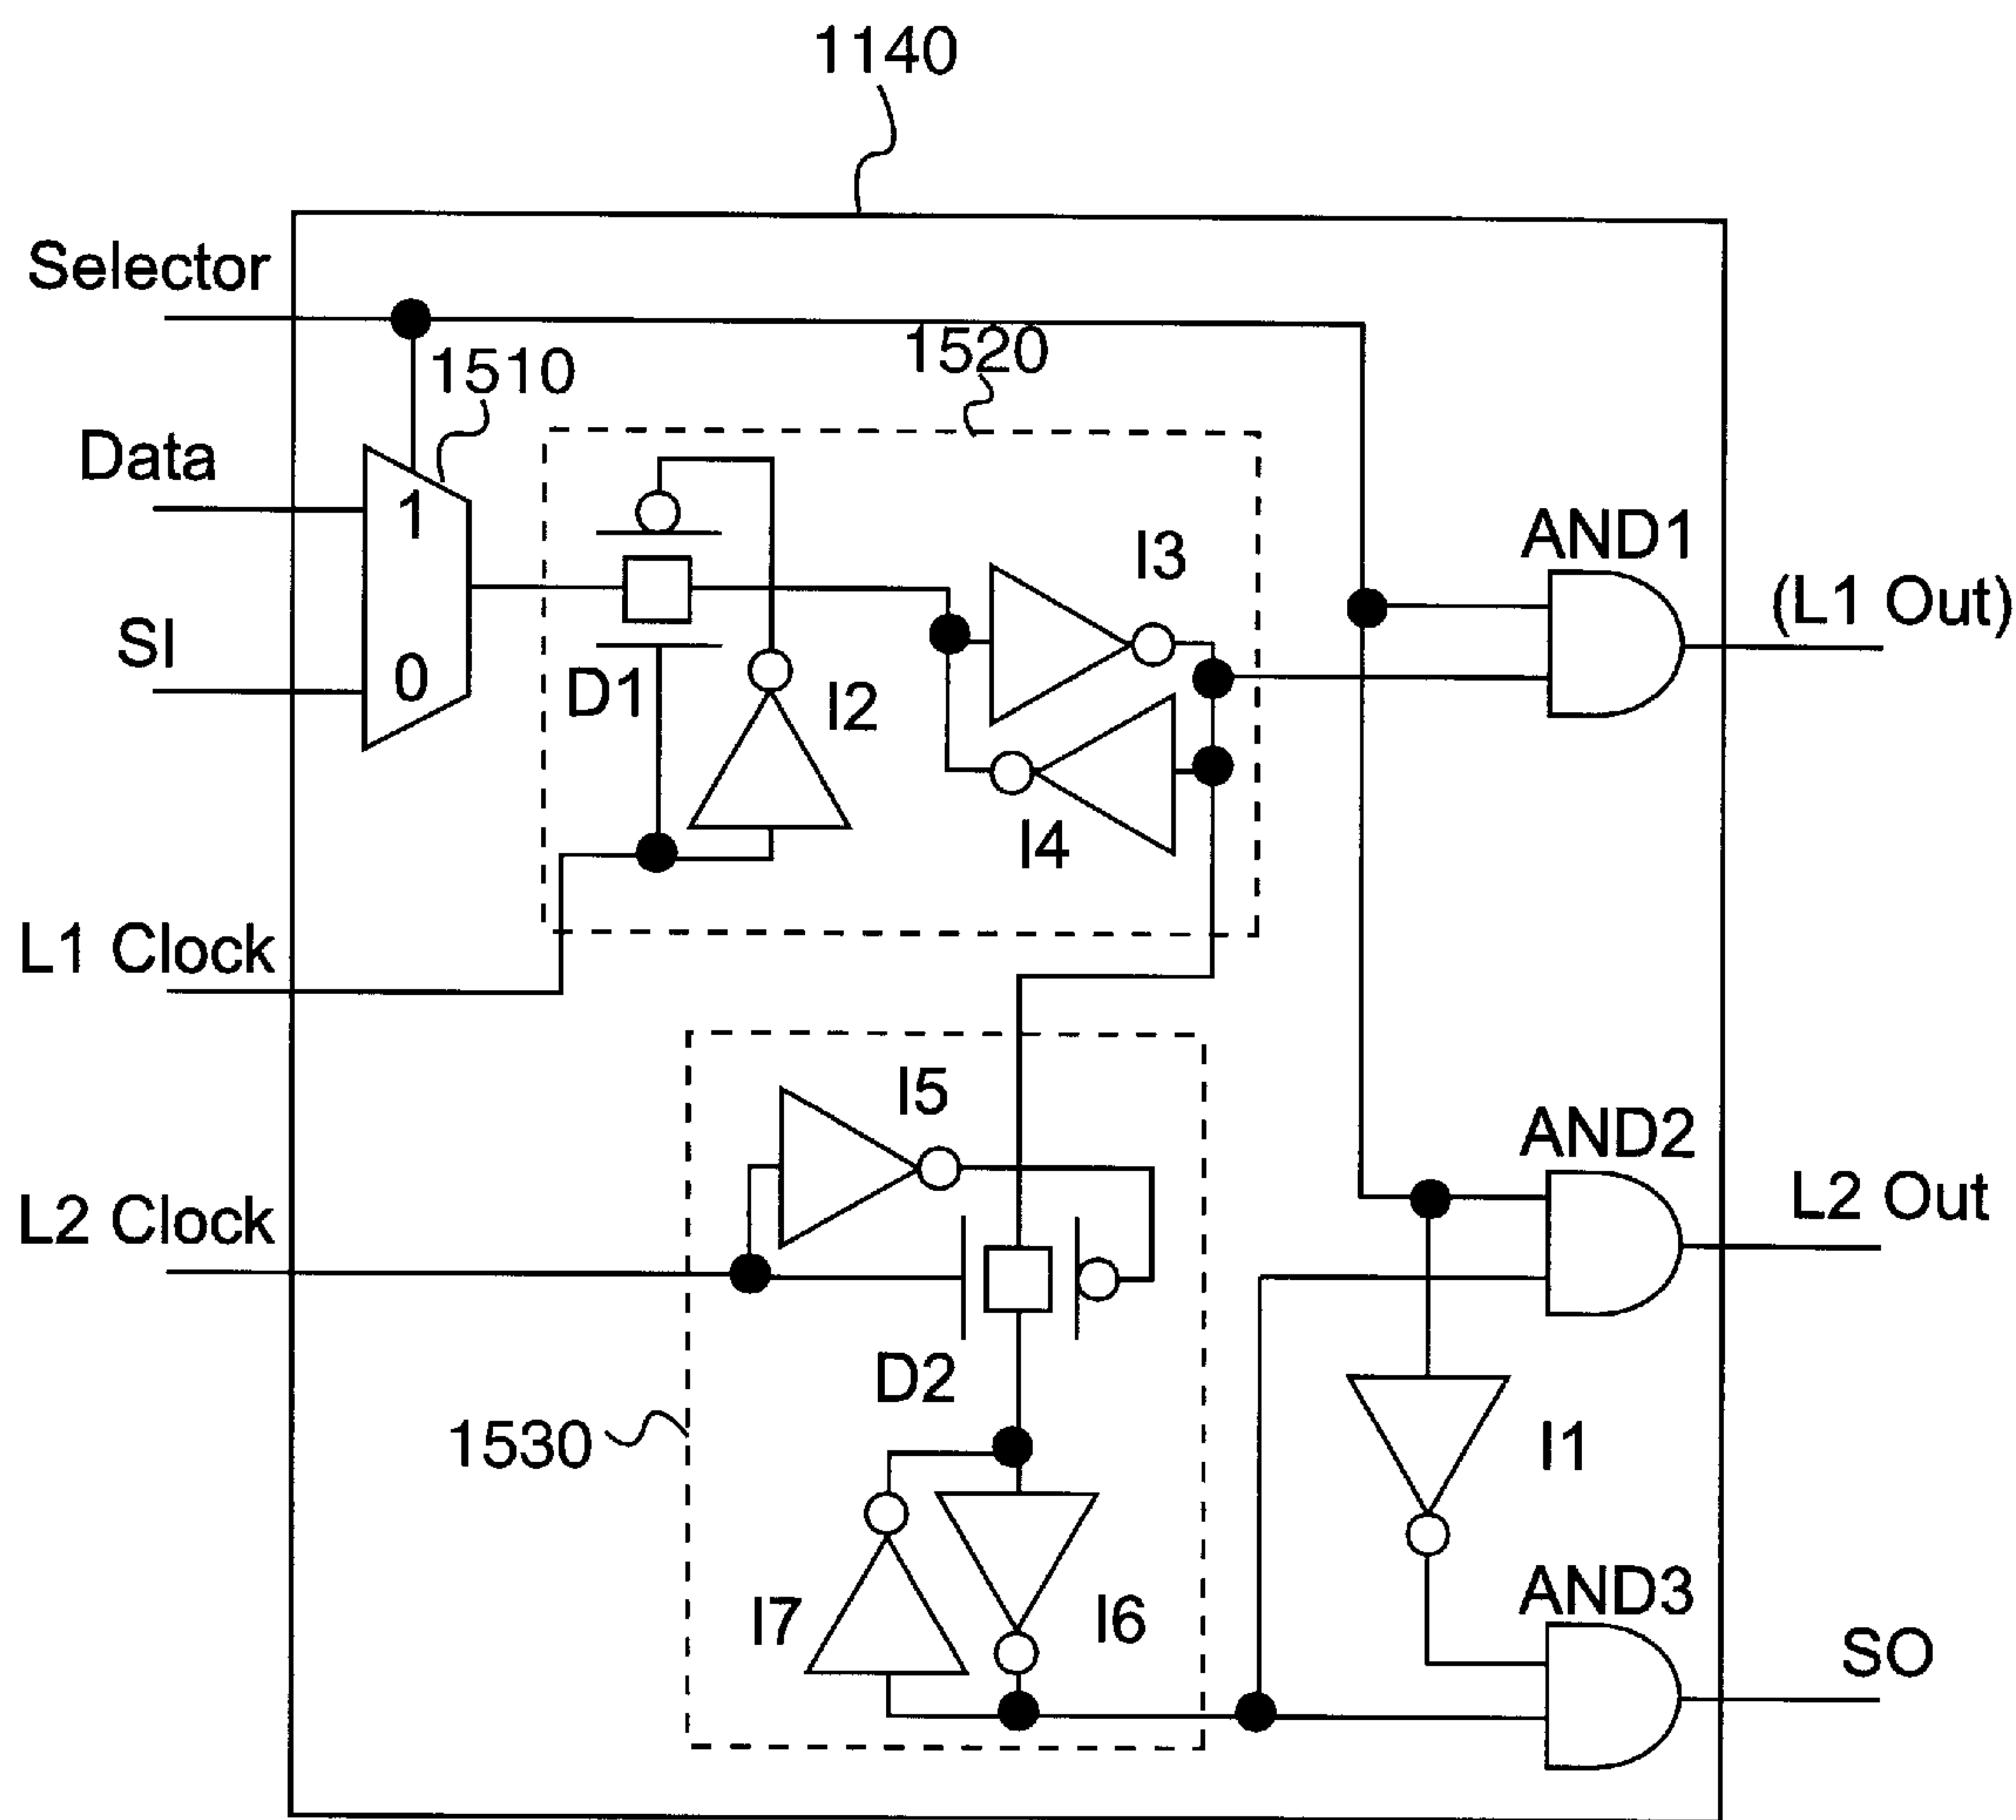 1140
Selector
1520
1510
Data
1
AND1
I3
(L1 Out)
SI
0
D1
I2
I4
L1 Clock
I5
AND2
L2 Out
L2 Clock
D2
1530
I1
AND3
I7
I6
SO